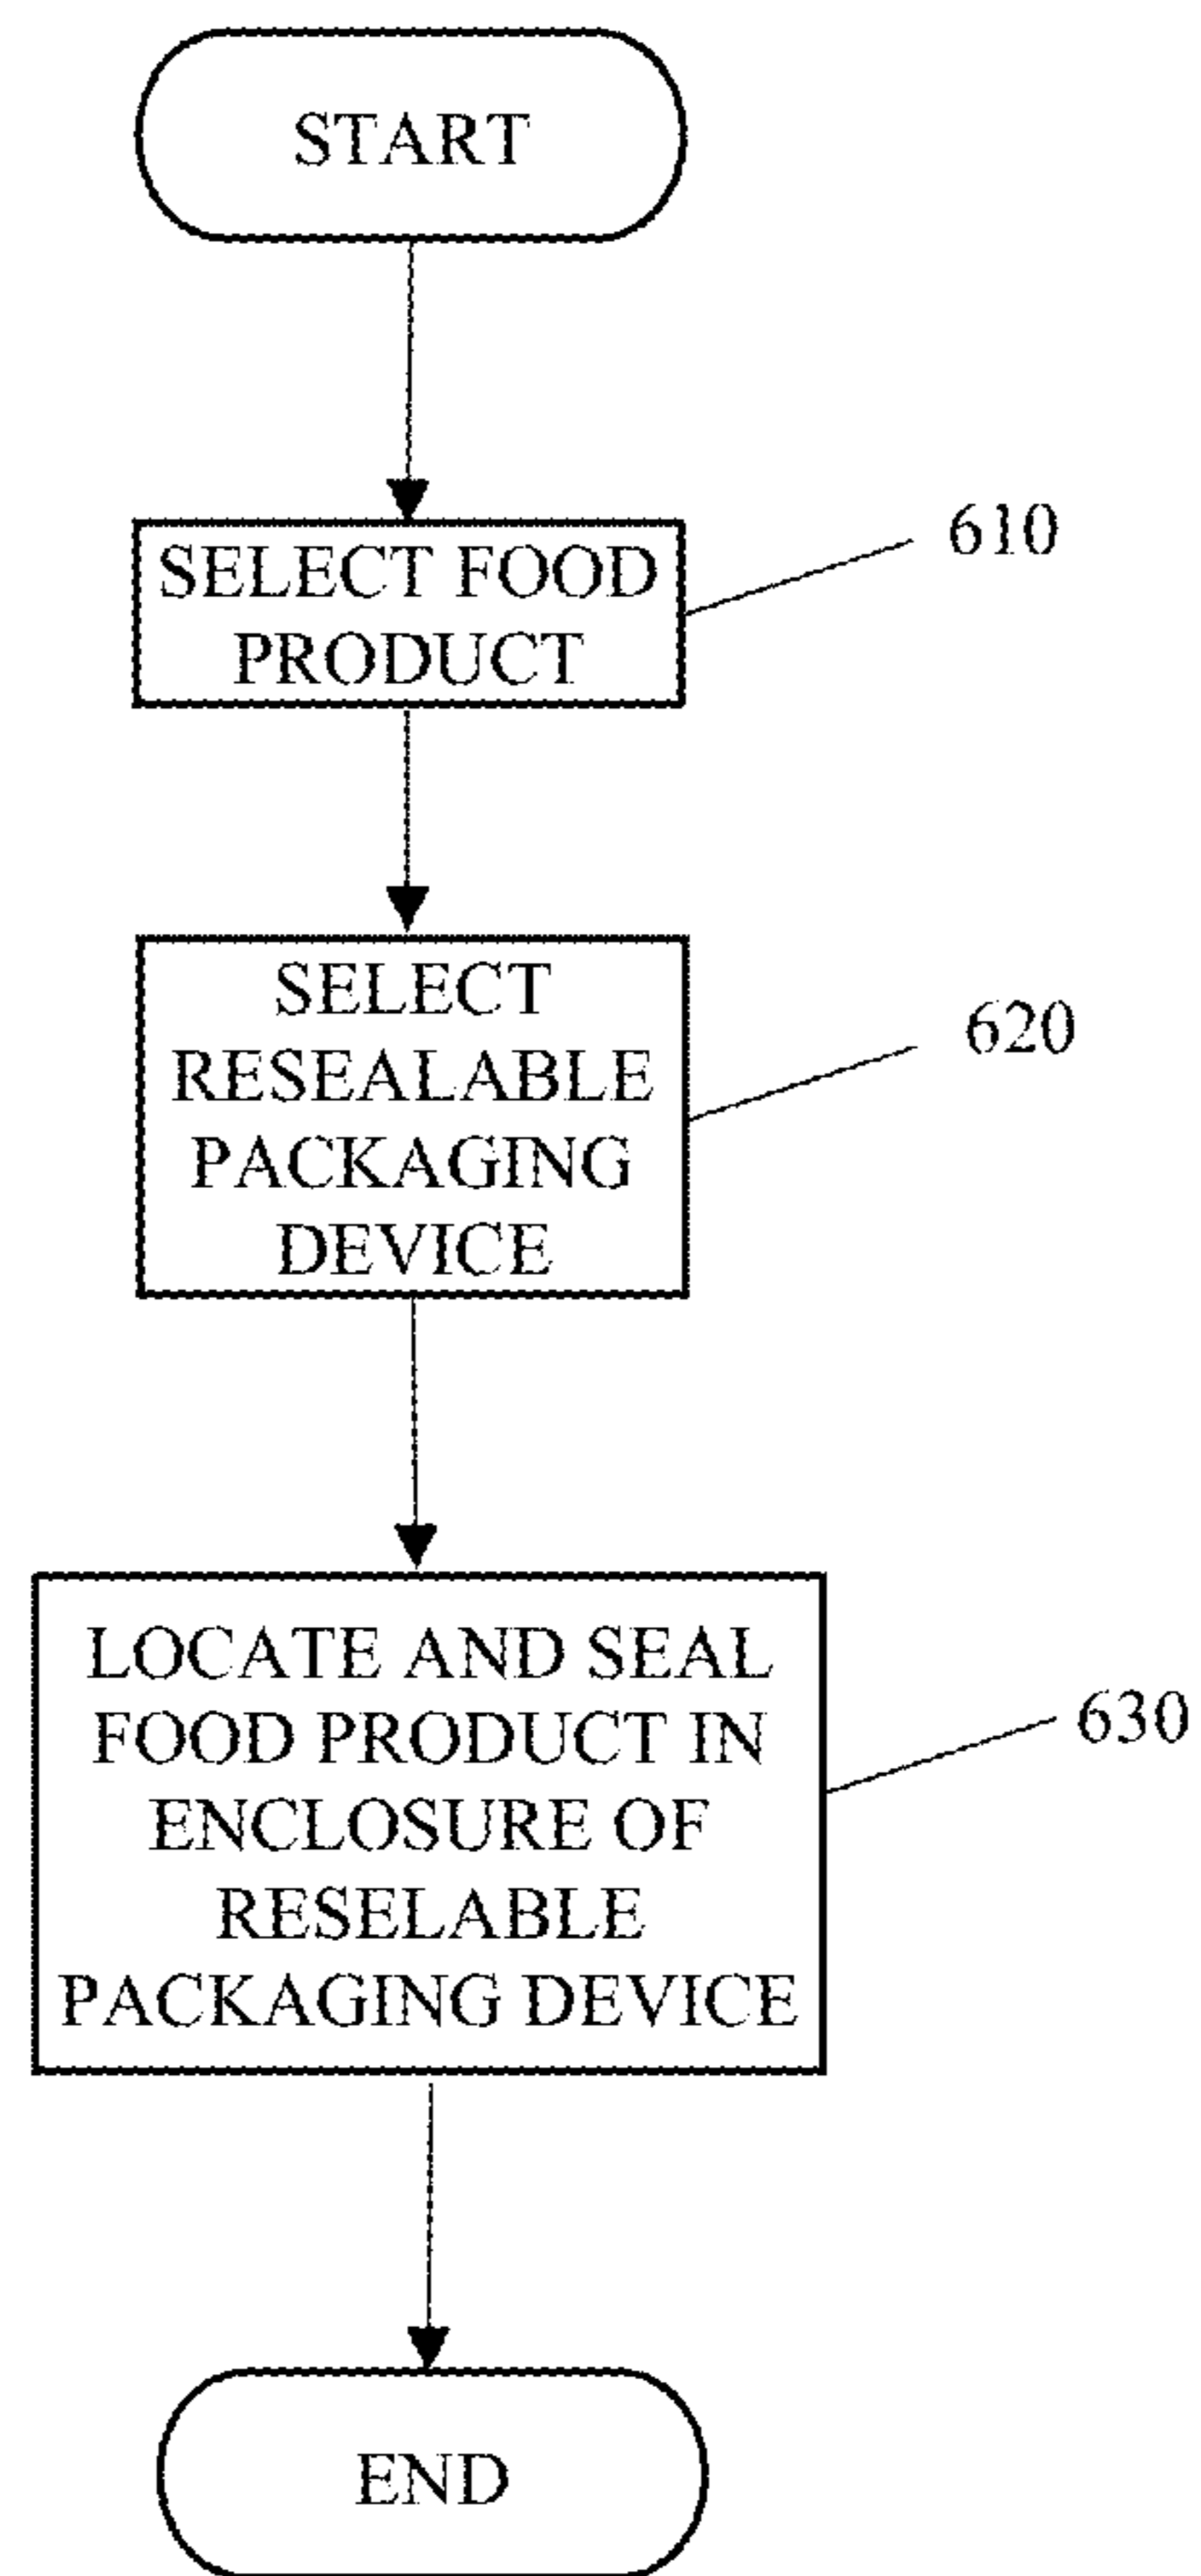 START
SELECT FOOD
PRODUCT
610
SELECT
RESEALABLE
PACKAGING
DEVICE
620
LOCATE AND SEAL
FOOD PRODUCT IN
ENCLOSURE OF
RESELABLE
PACKAGING DEVICE
630
END